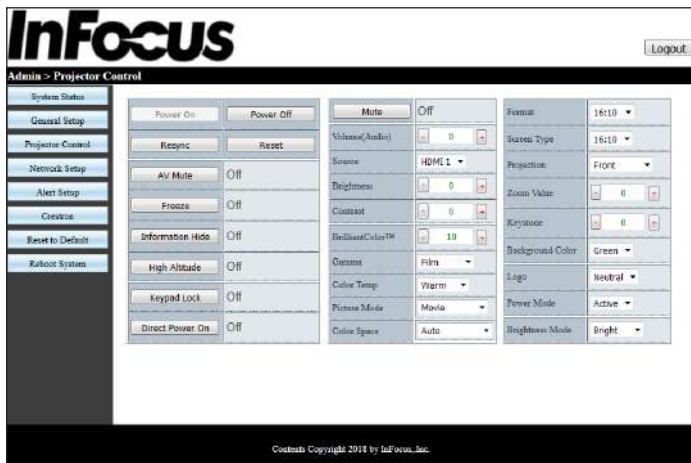 InFocus
Logout
Admin > Projector Control
System Status
General Setup
Projector Control
Network Setup
Alert Setup
Crestron
Reset to Default
Reboot System
Power On Power Off
Resync Reset
AV Mute Off
Freeze Off
Information Hide Off
High Altitude Off
Keypad Lock Off
Direct Power On Off
Mute Off
Volume(Audio) - 0 +
Source HDMI 1
Brightness - 0 +
Contrast - 0 +
BrilliantColor™ - 10 +
Gamma Film
Color Temp Warm
Picture Mode Movie
Color Space Auto
Format 16:10
Screen Type 16:10
Projection Front
Zoom Value - 0 +
Keystone - 0 +
Background Color Green
Logo Neutral
Power Mode Active
Brightness Mode Bright
Contents Copyright 2018 by InFocus,Inc.